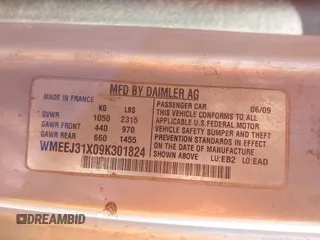 MFD BY DAIMLER AG
MADE IN FRANCE
KG LBS
GVWR 1050 2315
GAWR FRONT 440 970
GAWR REAR 660 1455
WMEEJ31X09K301824
PASSENGER CAR 06/09
THIS VEHICLE CONFORMS TO ALL
APPLICABLE U.S.FEDERAL MOTOR
VEHICLE SAFETY BUMPER AND THEFT
PREVENTION STANDARDS IN EFFECT
ON THE DATE OF MANUFACTURE
SHOWN ABOVE LU:EB2 LO:EAD
DREAMBID